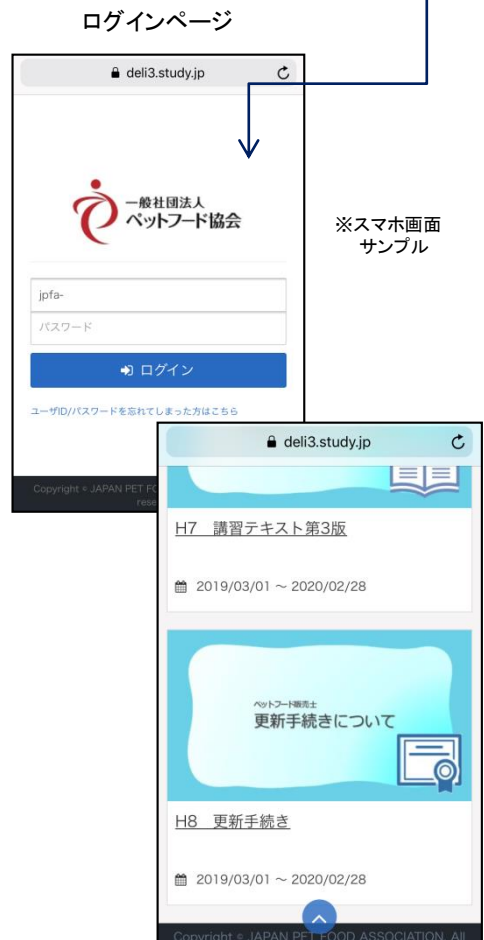 ログインページ
deli3.study.jp
一般社団法人
ペットフード協会
※スマホ画面
サンプル
jpfa-
パスワード
ログイン
ユーザID/パスワードを忘れてしまった方はこちら
Copyright © JAPAN PET FO
rese
deli3.study.jp
H7 講習テキスト第3版
2019/03/01 ~ 2020/02/28
ペットフード販売士
更新手続きについて
H8 更新手続き
2019/03/01 ~ 2020/02/28
Copyright © JAPAN PET FOOD ASSOCIATION. All